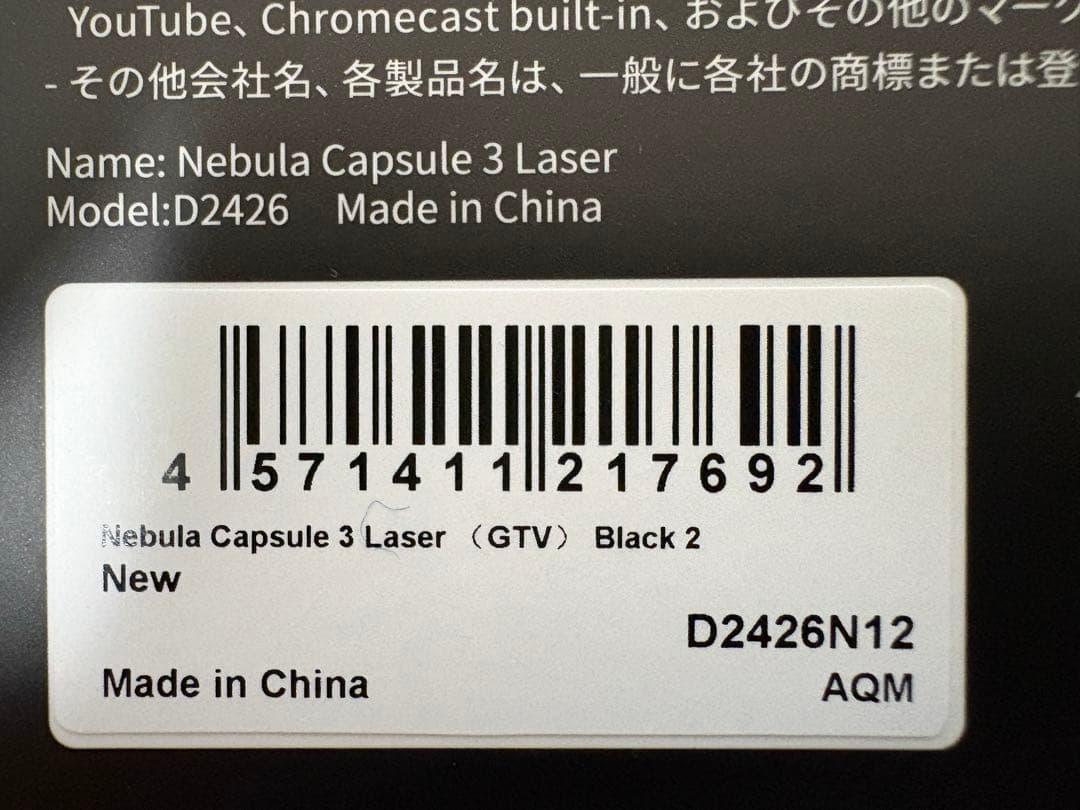 YouTube、Chromecast built-in、およびその他のマーク
- その他会社名、各製品名は、一般に各社の商標または登
Name: Nebula Capsule 3 Laser
Model:D2426 Made in China
4 571411 217692
Nebula Capsule 3 Laser （GTV） Black 2
New
D2426N12
Made in China
AQM